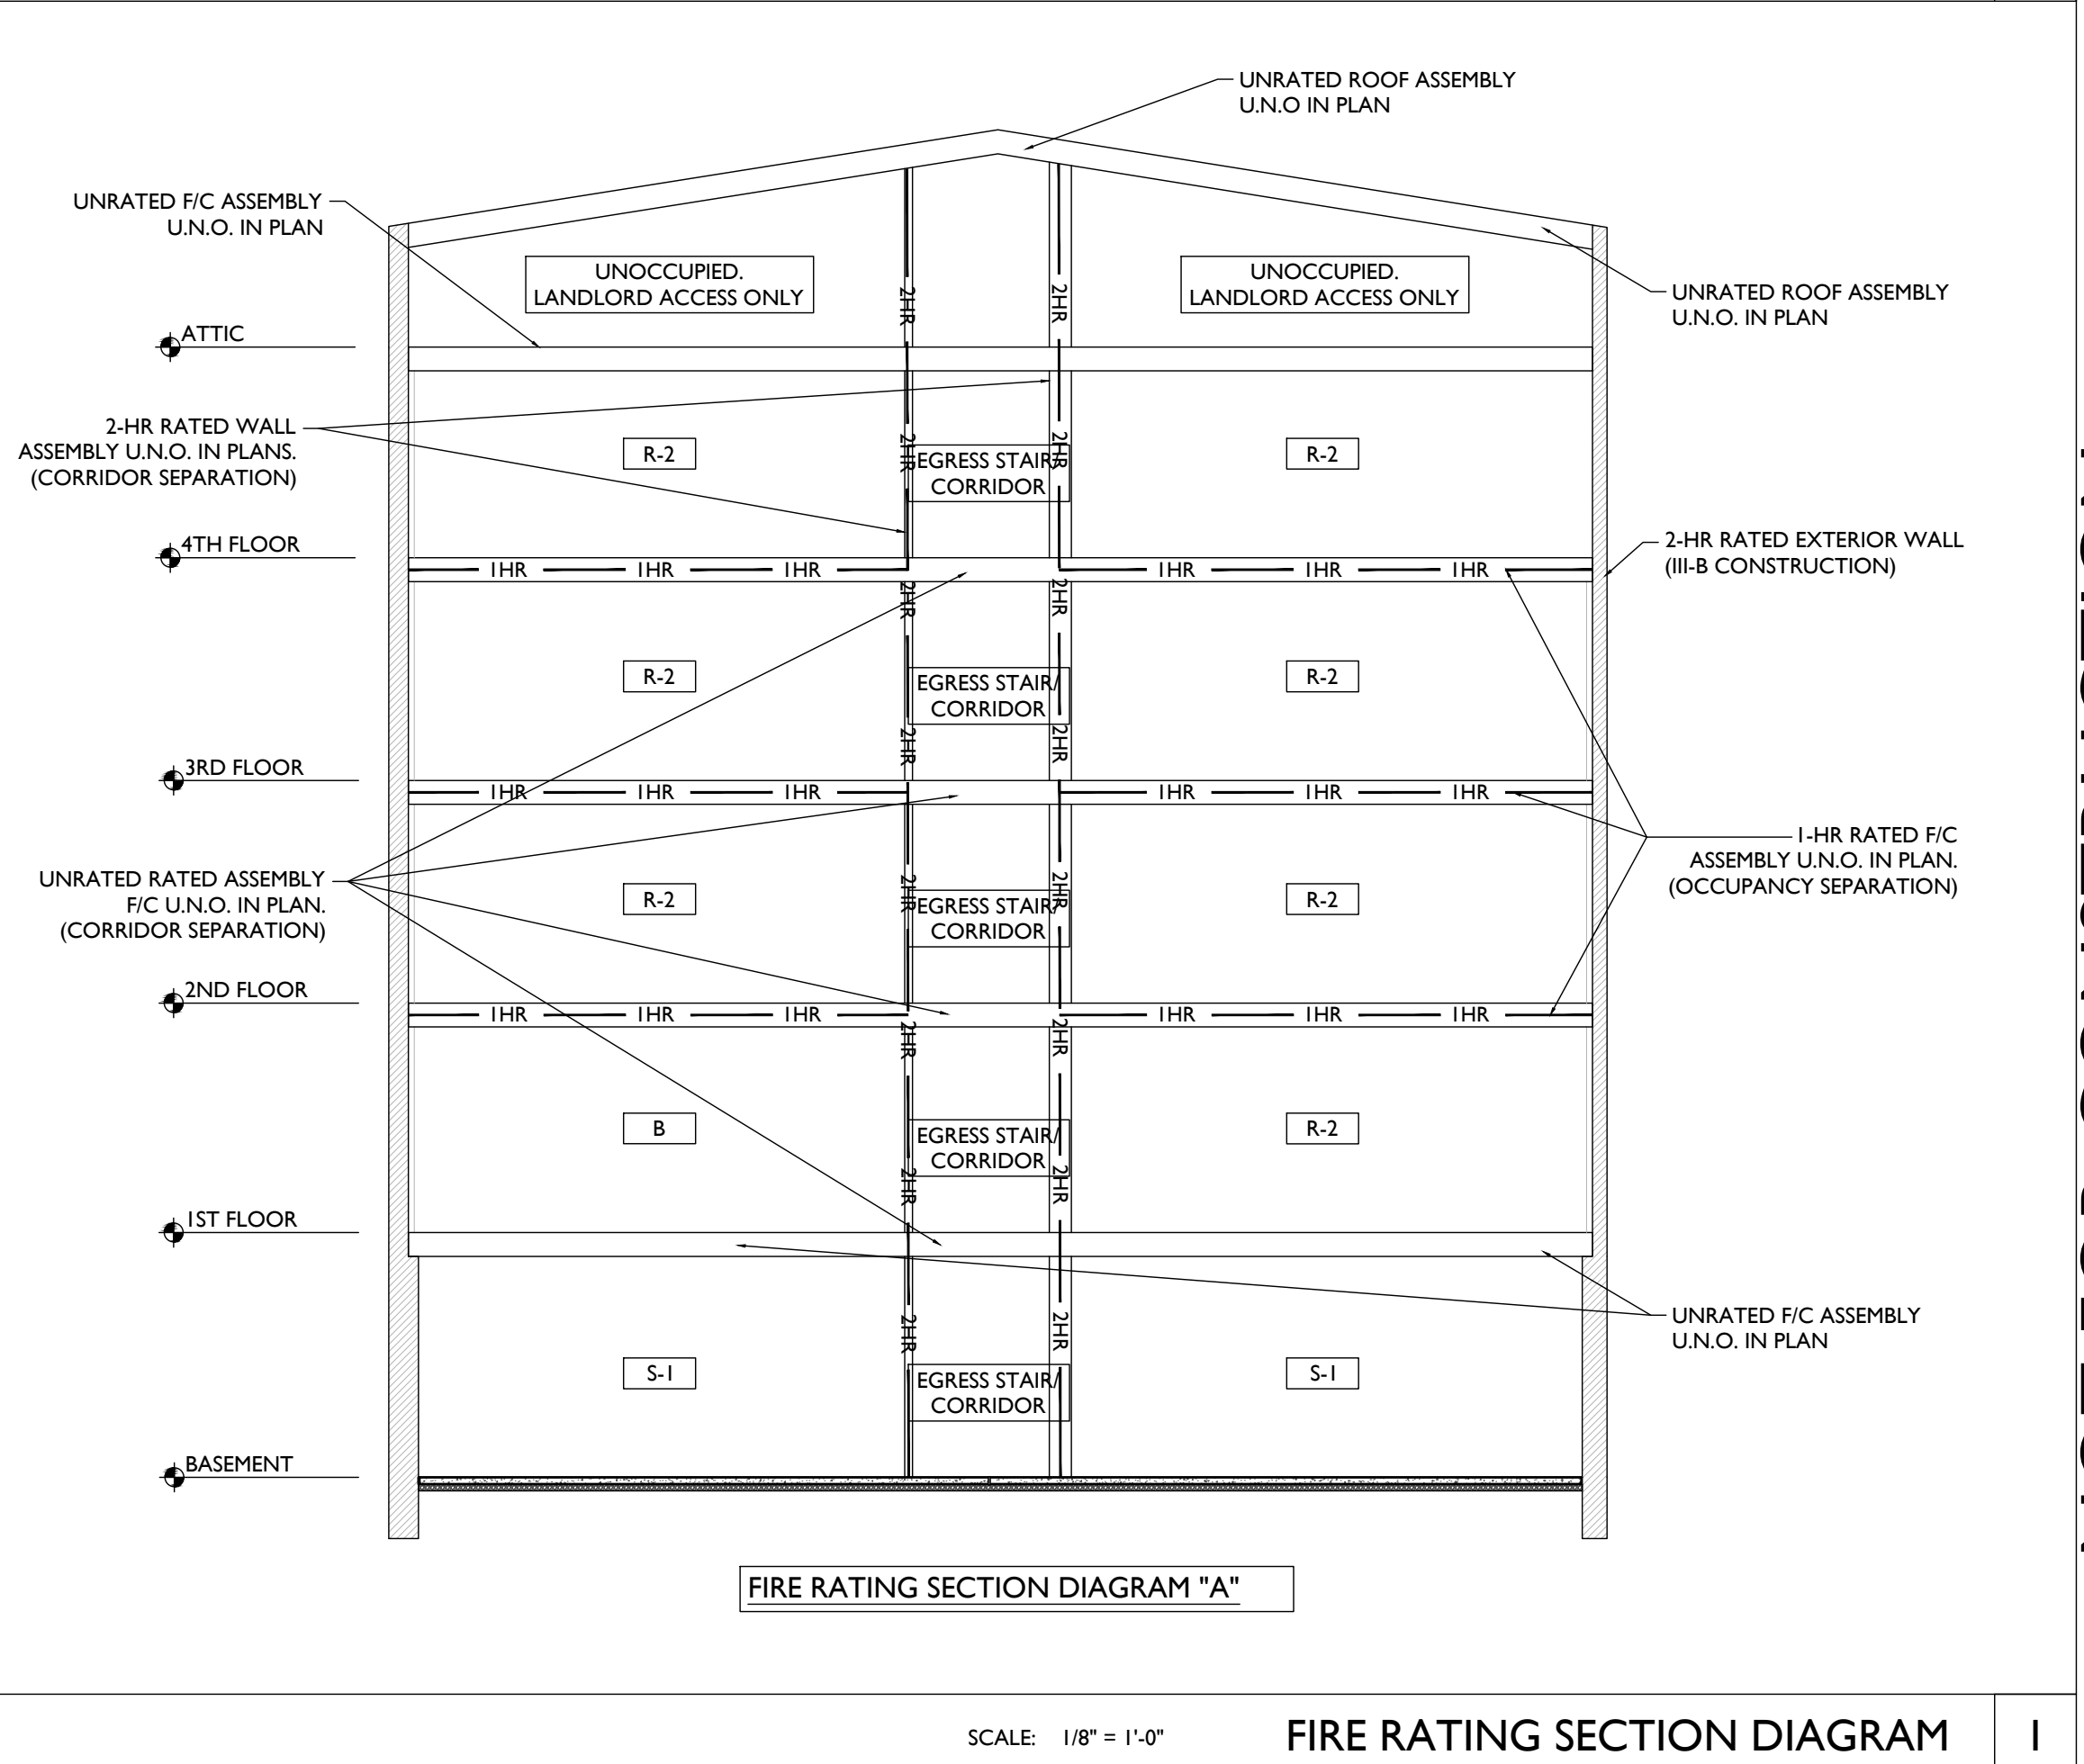 UNRATED ROOF ASSEMBLY
U.N.O IN PLAN
UNRATED F/C ASSEMBLY
U.N.O. IN PLAN
UNOCCUPIED.
LANDLORD ACCESS ONLY
UNOCCUPIED.
LANDLORD ACCESS ONLY
2HR
2HR
UNRATED ROOF ASSEMBLY
U.N.O. IN PLAN
ATTIC
2-HR RATED WALL
ASSEMBLY U.N.O. IN PLANS.
(CORRIDOR SEPARATION)
R-2
2HR
2HR
EGRESS STAIR/
CORRIDOR
R-2
4TH FLOOR
2-HR RATED EXTERIOR WALL
(III-B CONSTRUCTION)
1HR 1HR 1HR 1HR 1HR 1HR
2HR
2HR
R-2
EGRESS STAIR/
CORRIDOR
R-2
2HR
2HR
3RD FLOOR
1HR 1HR 1HR 1HR 1HR 1HR
1-HR RATED F/C
ASSEMBLY U.N.O. IN PLAN.
(OCCUPANCY SEPARATION)
UNRATED RATED ASSEMBLY
F/C U.N.O. IN PLAN.
(CORRIDOR SEPARATION)
R-2
2HR
2HR
EGRESS STAIR/
CORRIDOR
R-2
2ND FLOOR
1HR 1HR 1HR 1HR 1HR 1HR
2HR
2HR
B
EGRESS STAIR/
CORRIDOR
R-2
2HR
2HR
1ST FLOOR
UNRATED F/C ASSEMBLY
U.N.O. IN PLAN
2HR
2HR
S-1
EGRESS STAIR/
CORRIDOR
S-1
BASEMENT
FIRE RATING SECTION DIAGRAM "A"
SCALE: 1/8" = 1'-0"
FIRE RATING SECTION DIAGRAM
1